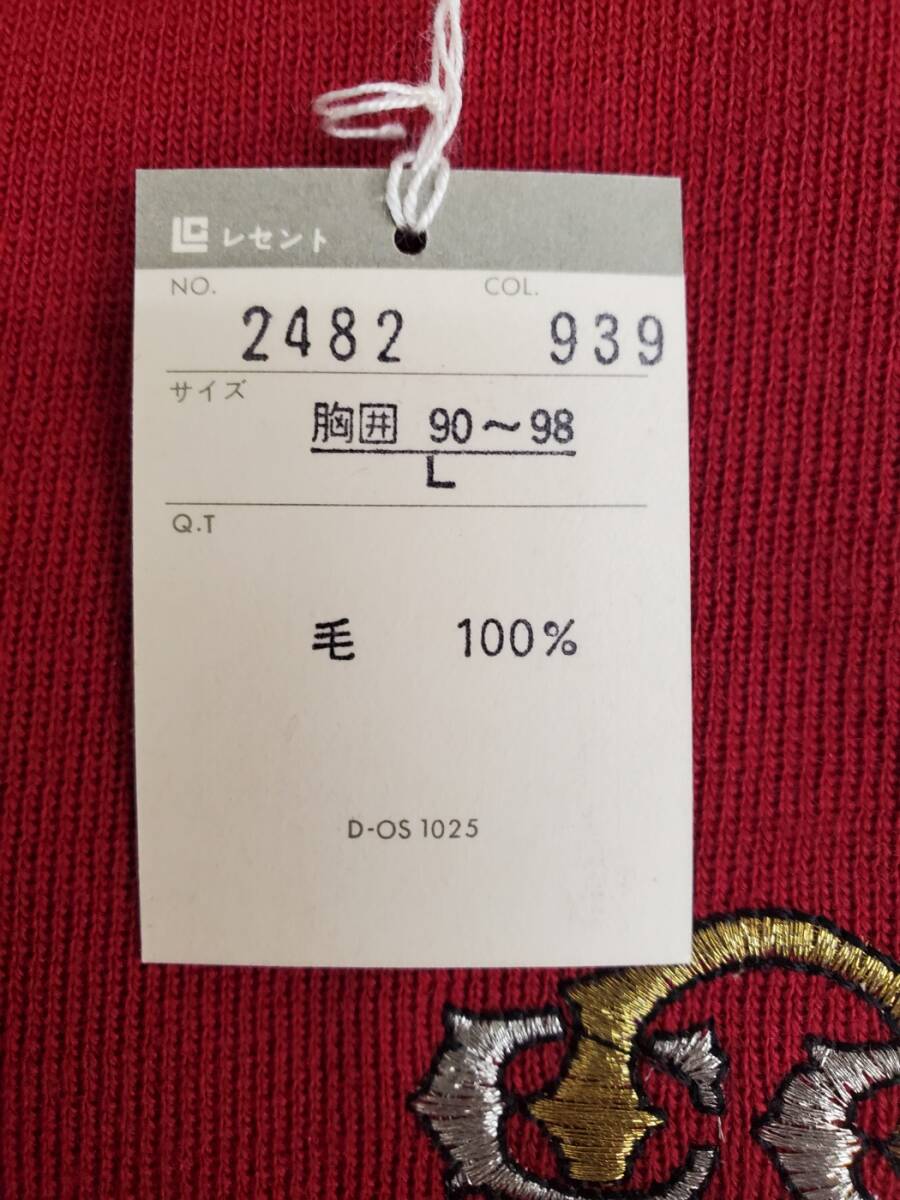 LC レセント
NO. COL.
2482 939
サイズ
胸囲 90～98
L
Q.T
毛 100%
D-OS 1025